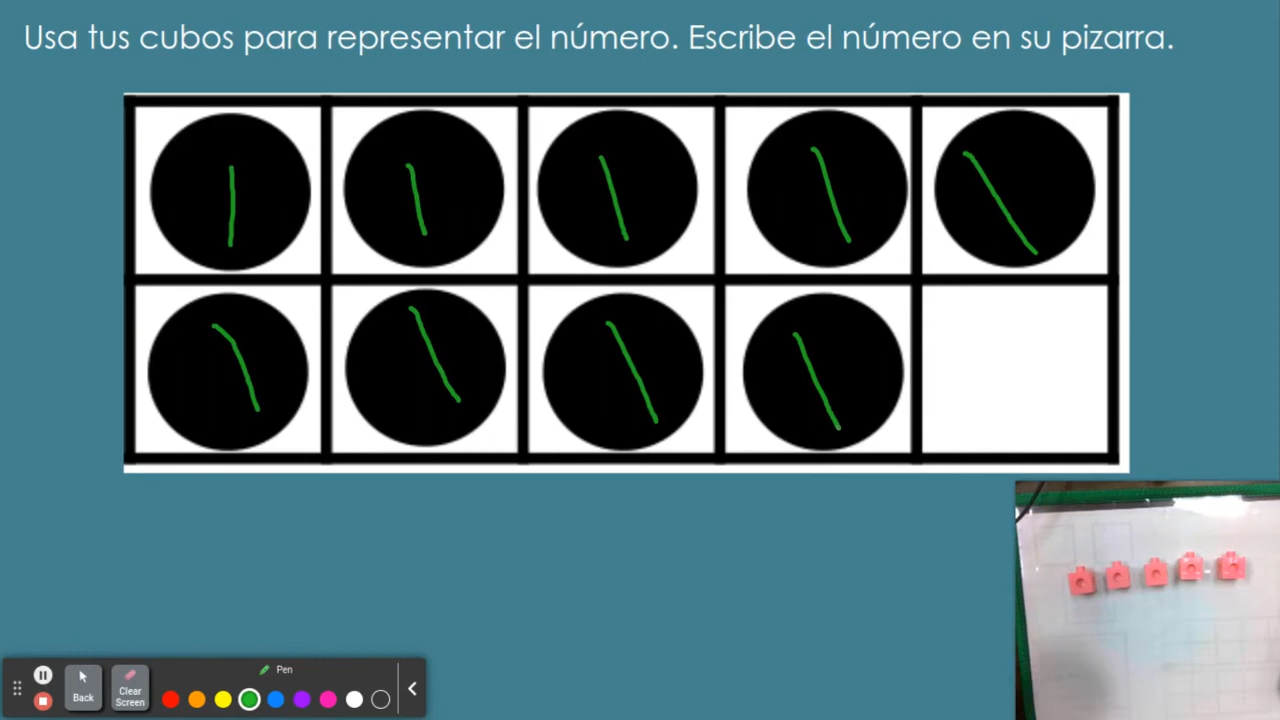 Usa tus cubos para representar el número. Escribe el número en su pizarra.
Pen
Back
Clear
Screen